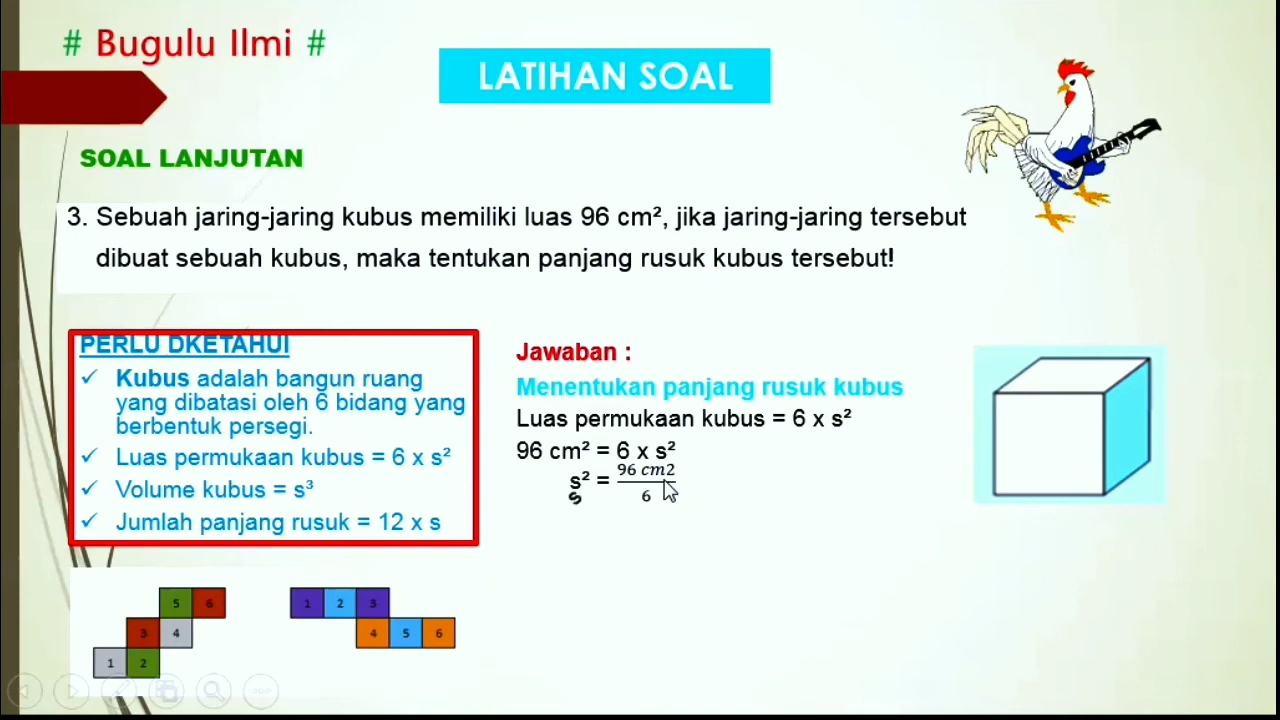 # Bugulu Ilmi #
LATIHAN SOAL
SOAL LANJUTAN
3. Sebuah jaring-jaring kubus memiliki luas 96 cm², jika jaring-jaring tersebut
dibuat sebuah kubus, maka tentukan panjang rusuk kubus tersebut!
PERLU DKETAHUI
✓ Kubus adalah bangun ruang
yang dibatasi oleh 6 bidang yang
berbentuk persegi.
✓ Luas permukaan kubus = 6 x s²
✓ Volume kubus = s³
✓ Jumlah panjang rusuk = 12 x s
Jawaban :
Menentukan panjang rusuk kubus
Luas permukaan kubus = 6 x s²
96 cm² = 6 x s²
s² = 96 cm2
6
s
5 6
3 4
1 2
1 2 3
4 5 6